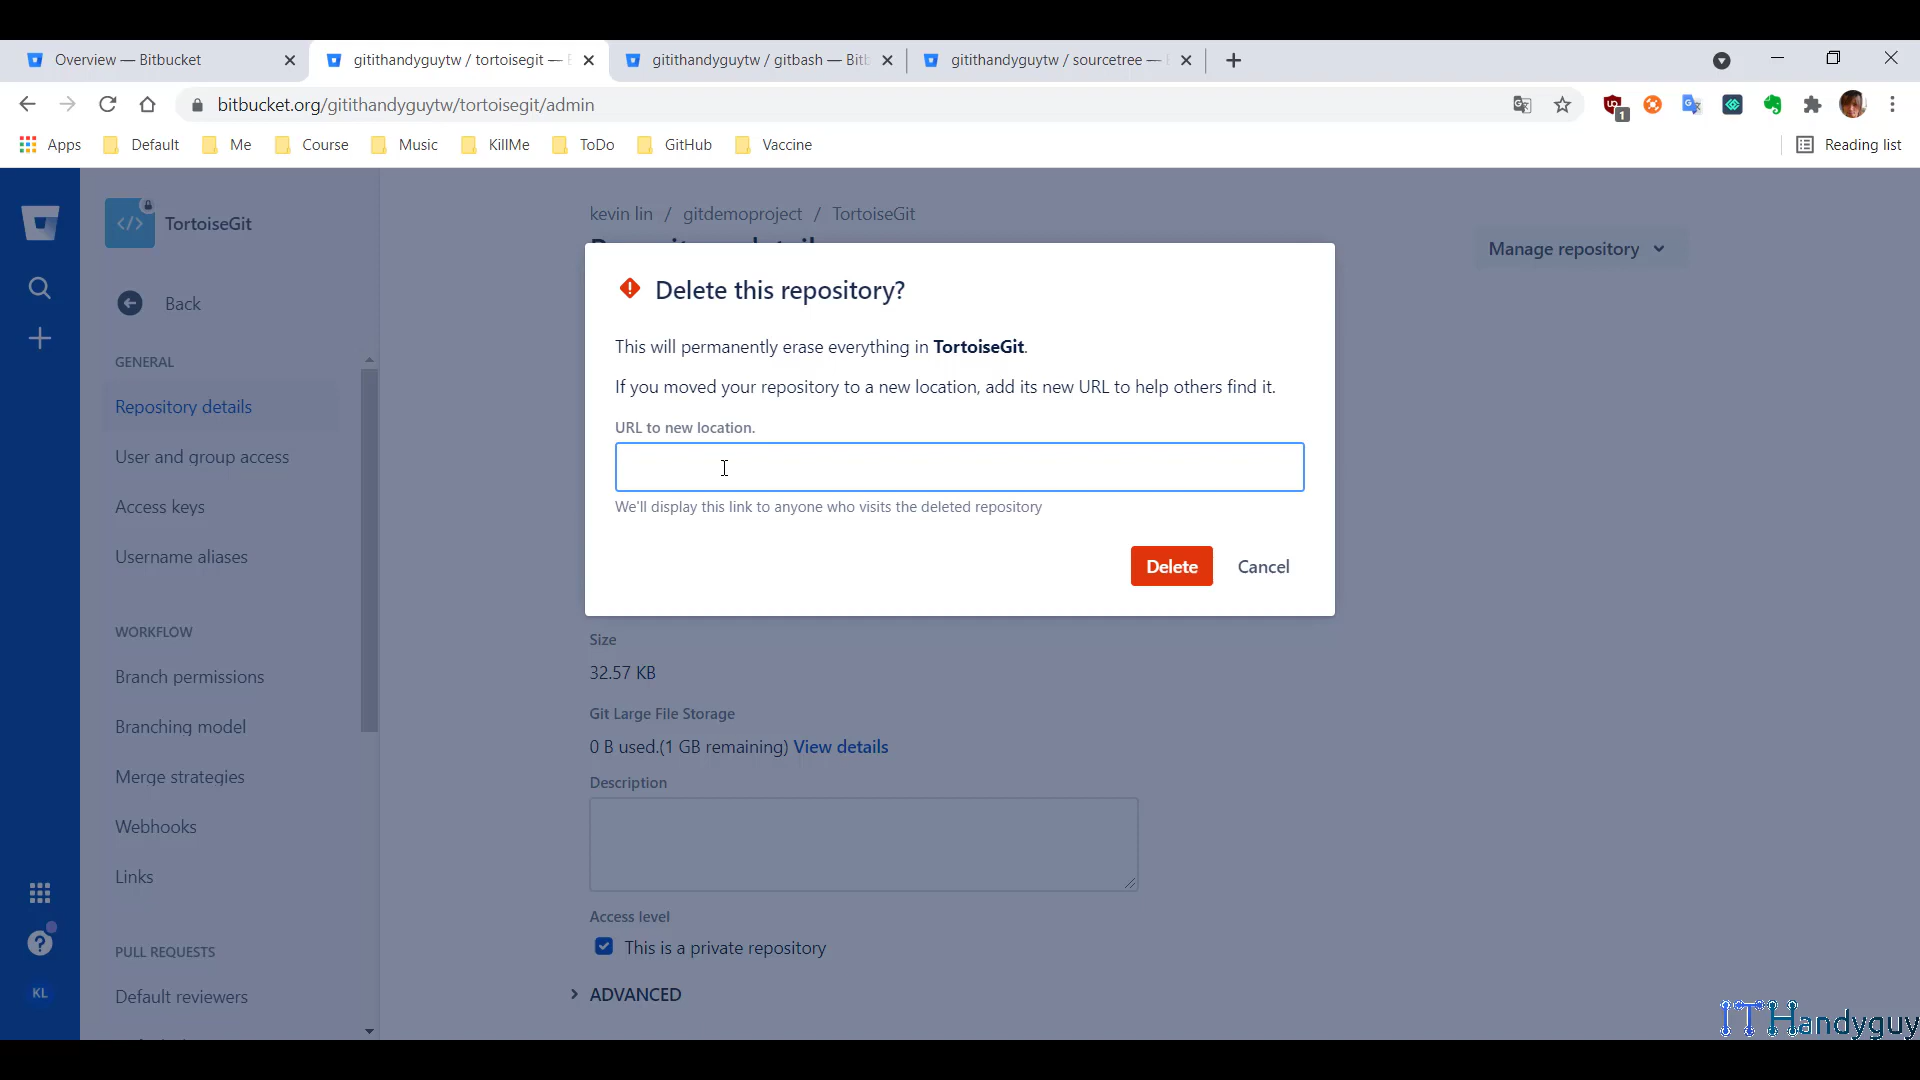 Overview — Bitbucket
gitithandyguytw / tortoisegit —
gitithandyguytw / gitbash — Bitb
gitithandyguytw / sourcetree —
bitbucket.org/gitithandyguytw/tortoisegit/admin
1
Apps
Default
Me
Course
Music
KillMe
ToDo
GitHub
Vaccine
Reading list
TortoiseGit
Back
GENERAL
Repository details
User and group access
Access keys
Username aliases
WORKFLOW
Branch permissions
Branching model
Merge strategies
Webhooks
Links
PULL REQUESTS
Default reviewers
KL
kevin lin / gitdemoproject / TortoiseGit
Manage repository
Delete this repository?
This will permanently erase everything in TortoiseGit.
If you moved your repository to a new location, add its new URL to help others find it.
URL to new location.
We'll display this link to anyone who visits the deleted repository
Delete
Cancel
Size
32.57 KB
Git Large File Storage
0 B used.(1 GB remaining) View details
Description
Access level
This is a private repository
ADVANCED
ITHandyguy